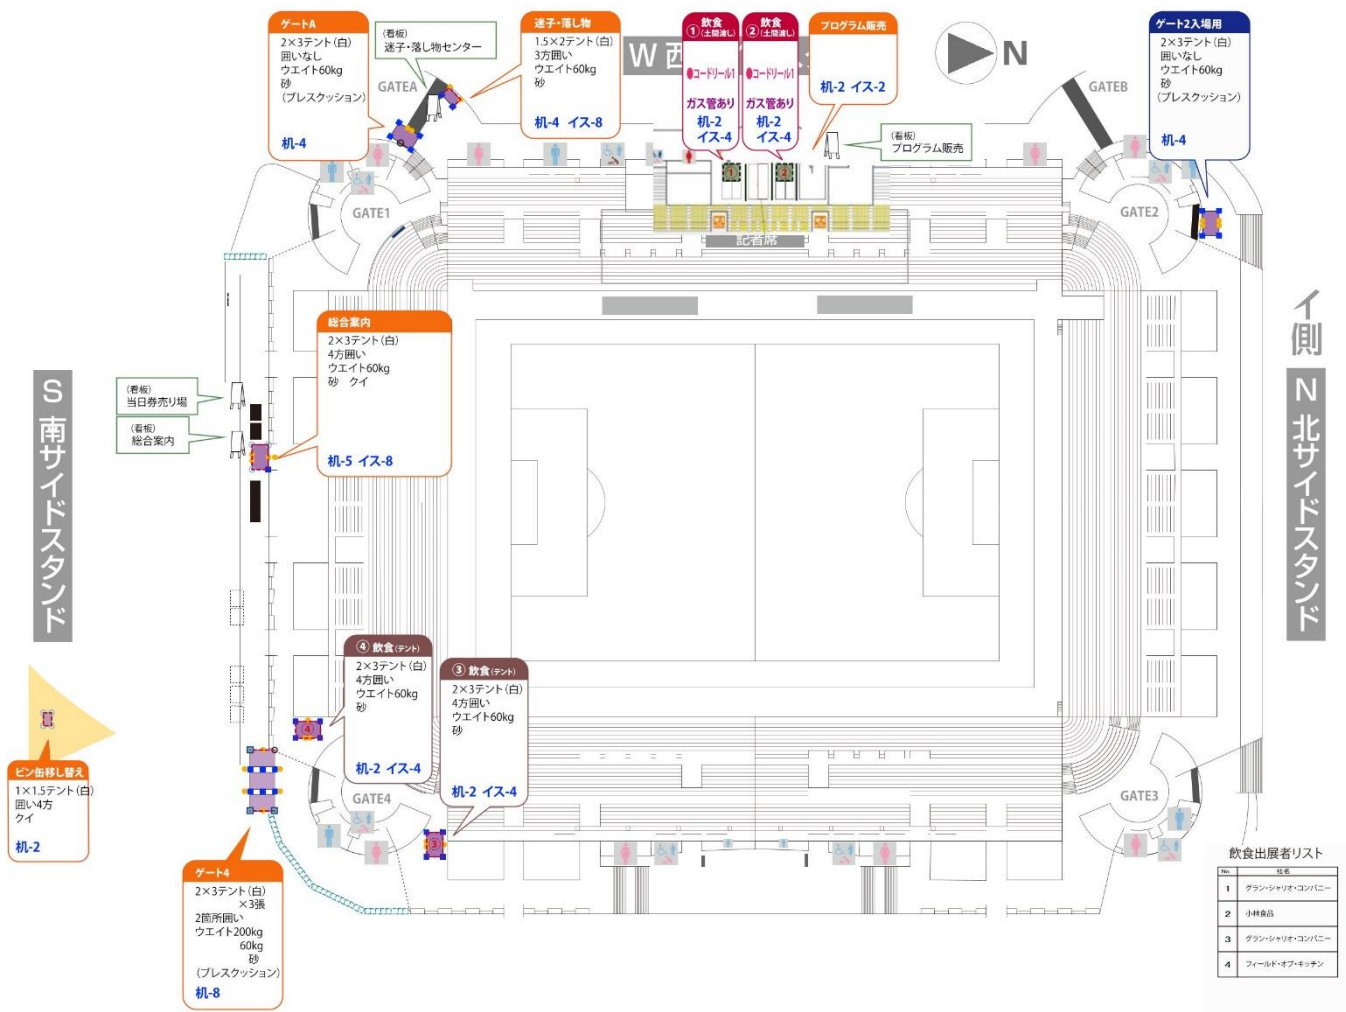 ゲートA
2×3テント(白)
囲いなし
ウエイト60kg
砂
(プレスクッション)
机-4
(看板)
迷子・落し物センター
迷子・落し物
1.5×2テント(白)
3方囲い
ウエイト60kg
砂
机-4 イス-8
W 西
飲食
①(土間渡し)
●コードリール1
ガス管あり
机-2
イス-4
飲食
②(土間渡し)
●コードリール1
ガス管あり
机-2
イス-4
プログラム販売
机-2 イス-2
(看板)
プログラム販売
N
ゲート2入場用
2×3テント(白)
囲いなし
ウエイト60kg
砂
(プレスクッション)
机-4
GATEA
GATEB
GATE1
GATE2
1
2
記者席
イ側
N 北サイドスタンド
S 南サイドスタンド
総合案内
2×3テント(白)
4方囲い
ウエイト60kg
砂 クイ
机-5 イス-8
(看板)
当日券売り場
(看板)
総合案内
④ 飲食(テント)
2×3テント(白)
4方囲い
ウエイト60kg
砂
机-2 イス-4
③ 飲食(テント)
2×3テント(白)
4方囲い
ウエイト60kg
砂
机-2 イス-4
④
③
GATE4
GATE3
ビン缶移し替え
1×1.5テント(白)
囲い4方
クイ
机-2
ゲート4
2×3テント(白)
×3張
2箇所囲い
ウエイト200kg
60kg
砂
(プレスクッション)
机-8
飲食出展者リスト
No. 社名
1 グラン・シャリオ・コンパニー
2 小林食品
3 グラン・シャリオ・コンパニー
4 フィールド・オブ・キッチン